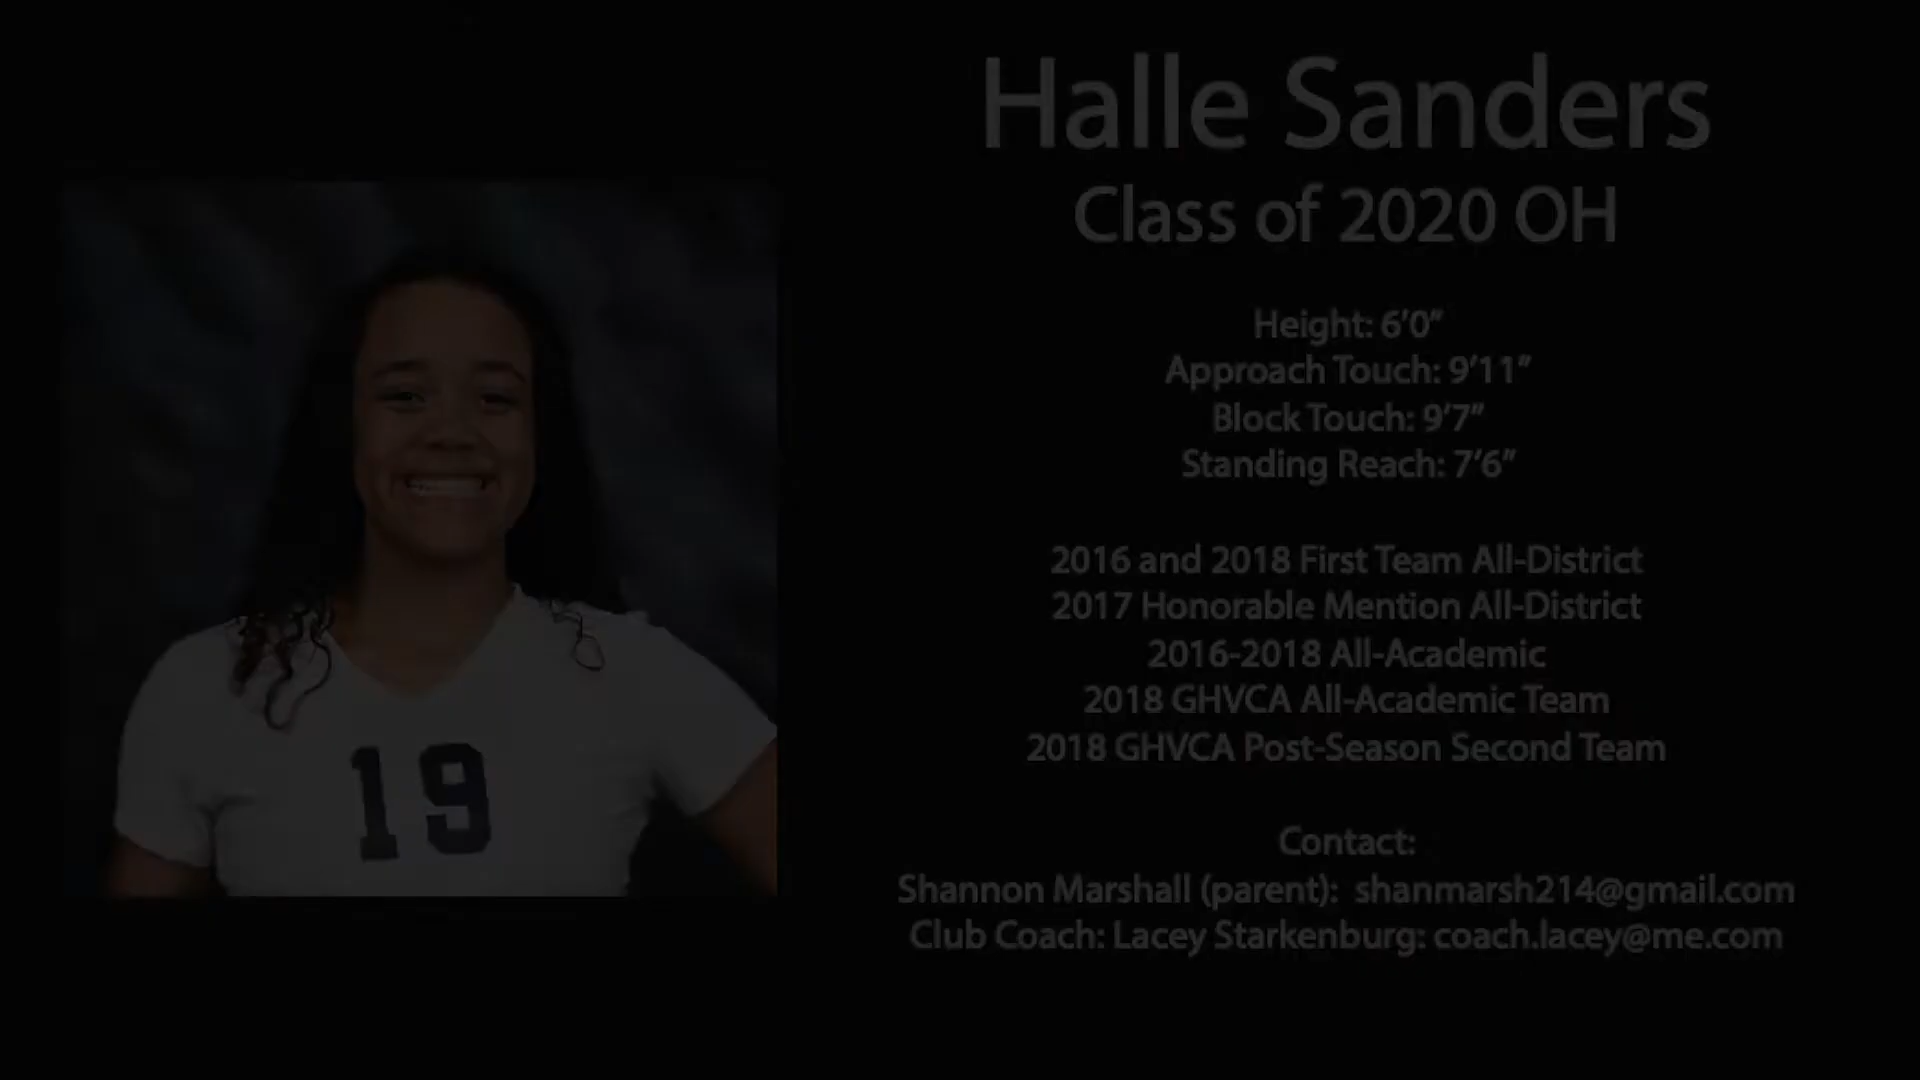 Halle Sanders
Class of 2020 OH
Height: 6'0"
Approach Touch: 9'11"
Block Touch: 9'7"
Standing Reach: 7'6"
2016 and 2018 First Team All-District
2017 Honorable Mention All-District
2016-2018 All-Academic
2018 GHVCA All-Academic Team
2018 GHVCA Post-Season Second Team
Contact:
Shannon Marshall (parent): shanmarsh214@gmail.com
Club Coach: Lacey Starkenburg: coach.lacey@me.com
19